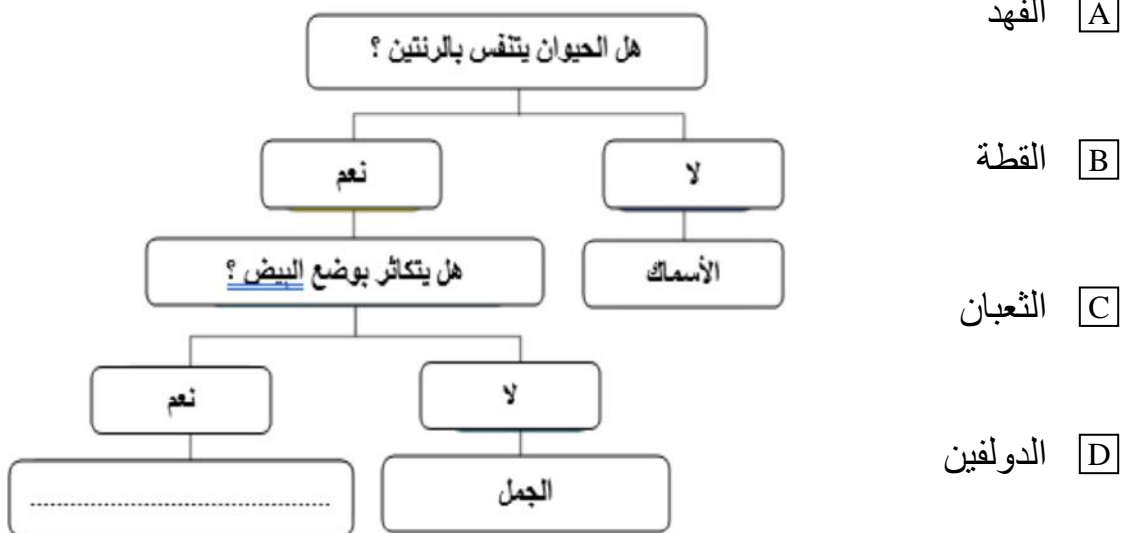 A الفهد
B القطة
C الثعبان
D الدولفين
هل الحيوان يتنفس بالرئتين ؟
نعم
لا
هل يتكاثر بوضع البيض ؟
الأسماك
نعم
لا
.......................................
الجمل